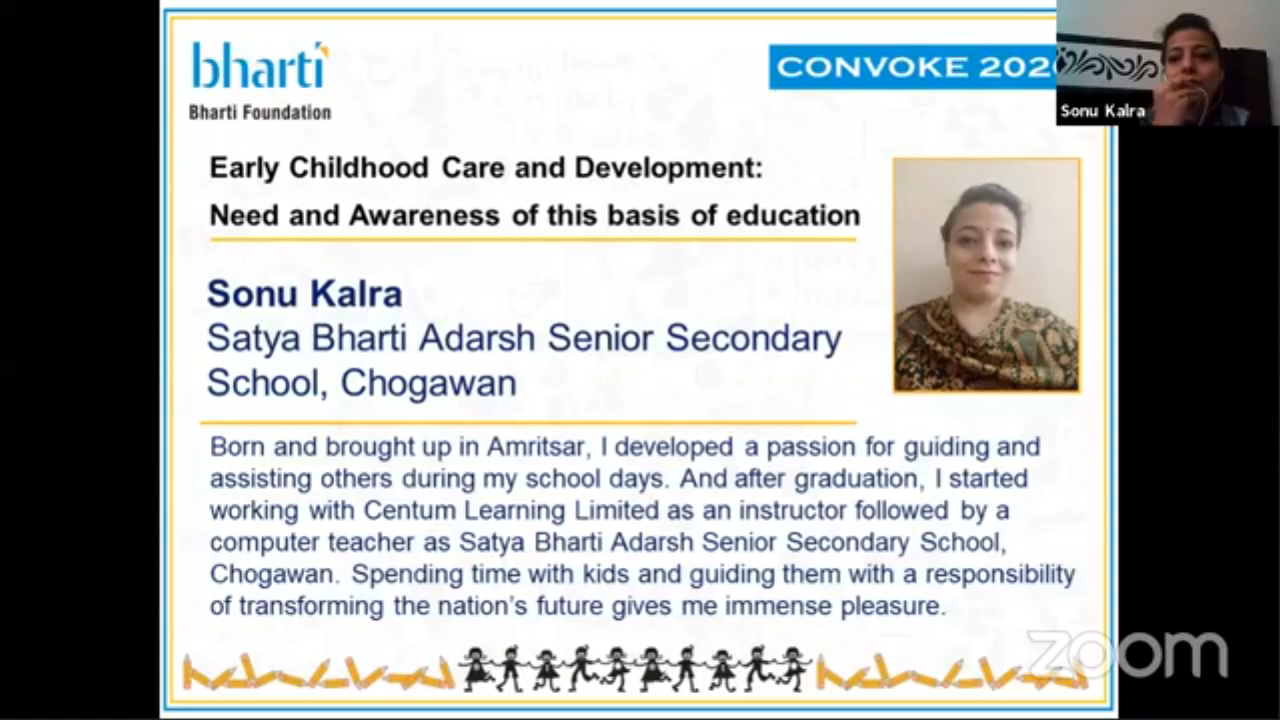 bharti
Bharti Foundation
CONVOKE 202
Sonu Kalra
Early Childhood Care and Development:
Need and Awareness of this basis of education
Sonu Kalra
Satya Bharti Adarsh Senior Secondary
School, Chogawan
Born and brought up in Amritsar, I developed a passion for guiding and
assisting others during my school days. And after graduation, I started
working with Centum Learning Limited as an instructor followed by a
computer teacher as Satya Bharti Adarsh Senior Secondary School,
Chogawan. Spending time with kids and guiding them with a responsibility
of transforming the nation's future gives me immense pleasure.
zoom